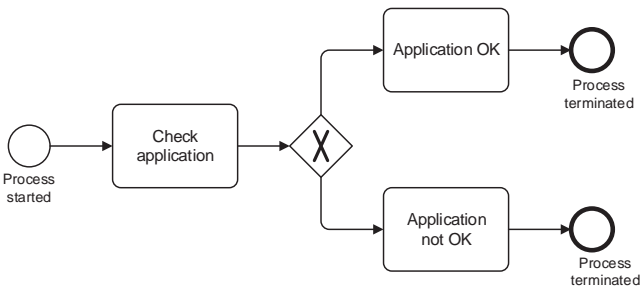 Process
started
Check
application
X
Application OK
Process
terminated
Application
not OK
Process
terminated